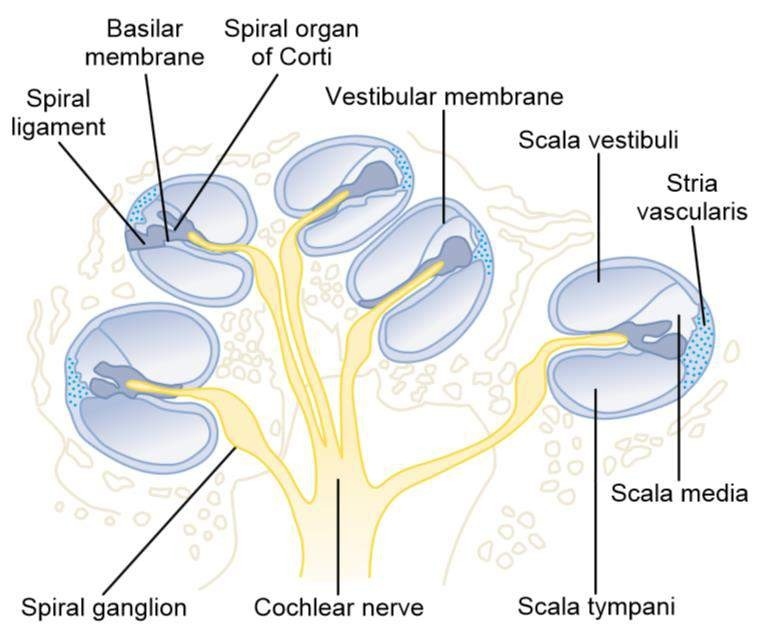 Basilar
membrane
Spiral organ
of Corti
Spiral
ligament
Vestibular membrane
Scala vestibuli
Stria
vascularis
Scala media
Spiral ganglion
Cochlear nerve
Scala tympani